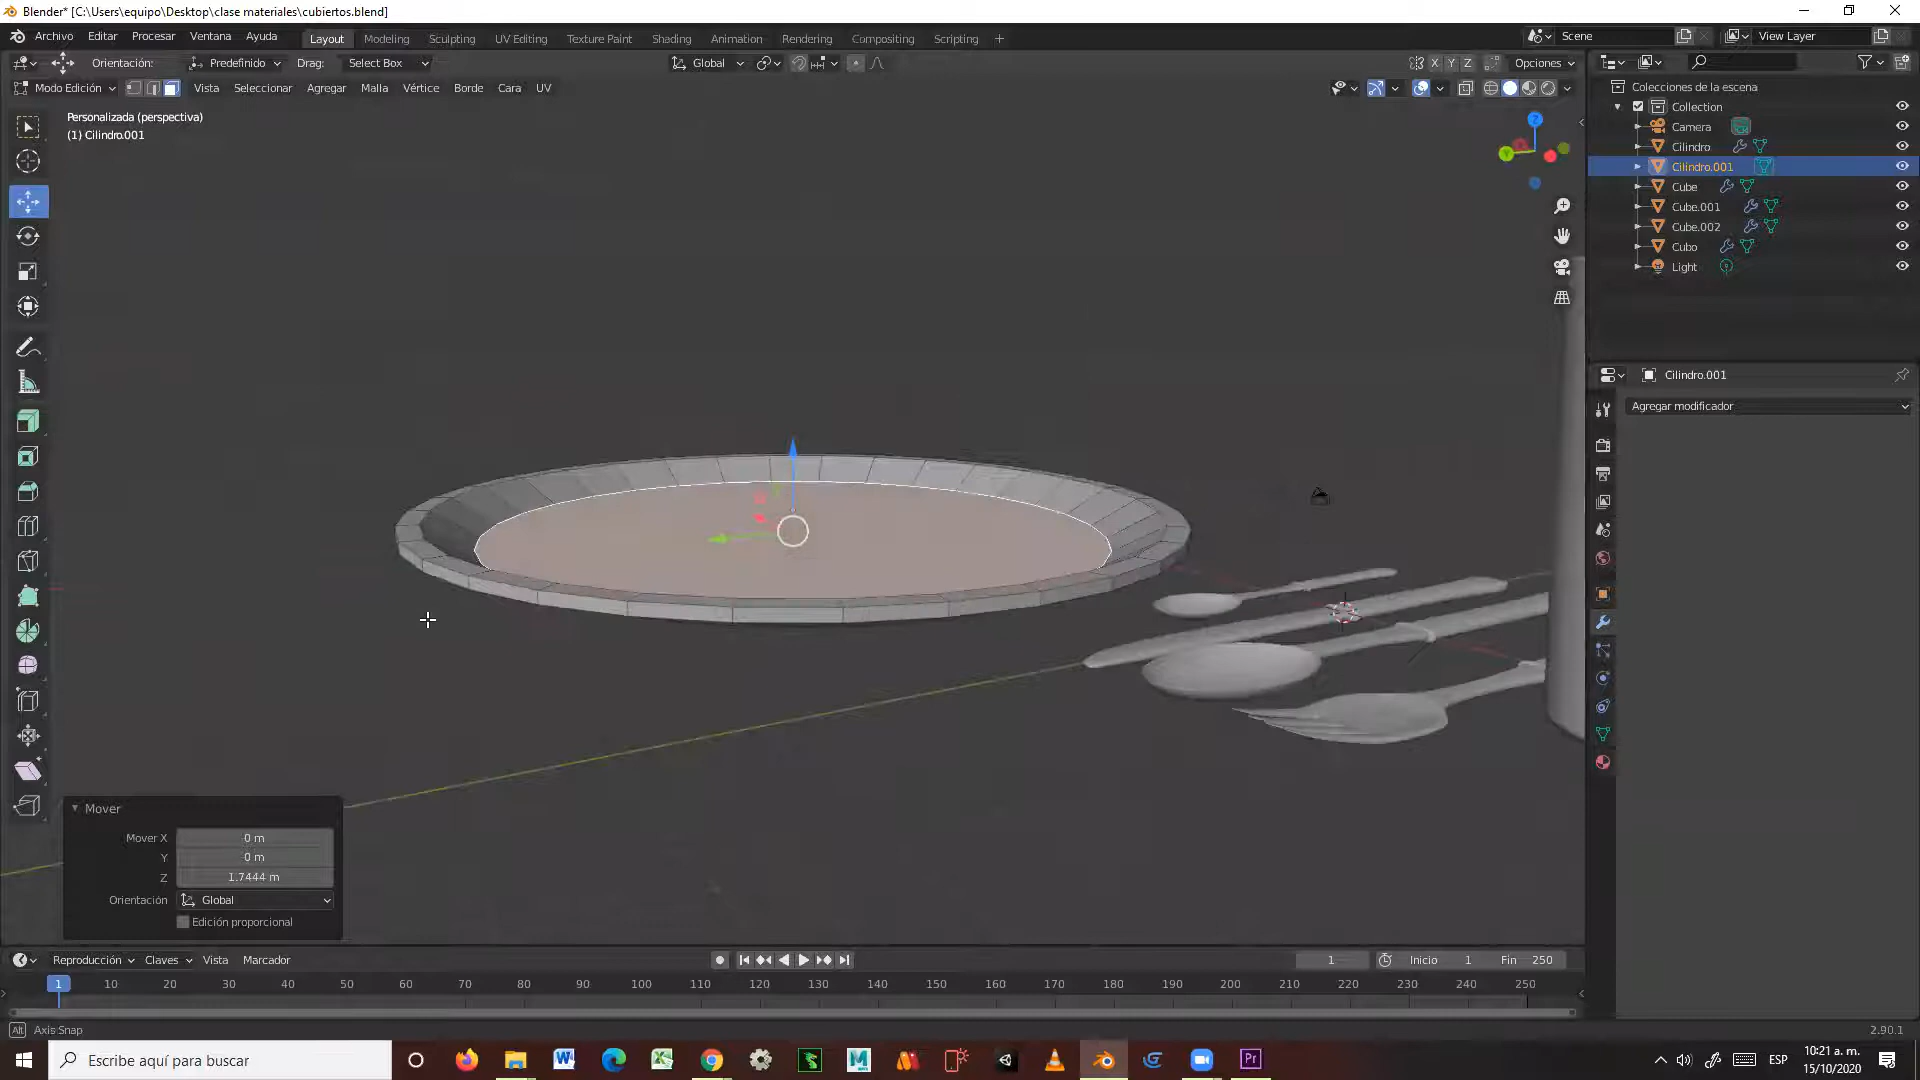 Blender* [C:\Users\equipo\Desktop\clase materiales\cubiertos.blend]
Archivo Editar Procesar Ventana Ayuda Layout Modeling Sculpting UV Editing Texture Paint Shading Animation Rendering Compositing Scripting + Scene View Layer
Orientación: Predefinido Drag: Select Box Global X Y Z Opciones
Modo Edición Vista Seleccionar Agregar Malla Vértice Borde Cara UV
Personalizada (perspectiva)
(1) Cilindro.001
Z
Y
Colecciones de la escena
Collection
Camera
Cilindro
Cilindro.001
Cube
Cube.001
Cube.002
Cubo
Light
Cilindro.001
Agregar modificador
Mover
Mover X 0 m
Y 0 m
Z 1.7444 m
Orientación Global
Edición proporcional
Reproducción Claves Vista Marcador 1 Inicio 1 Fin 250
1 10 20 30 40 50 60 70 80 90 100 110 120 130 140 150 160 170 180 190 200 210 220 230 240 250
Alt Axis Snap 2.90.1
Escribe aquí para buscar
ESP
10:21 a. m.
15/10/2020